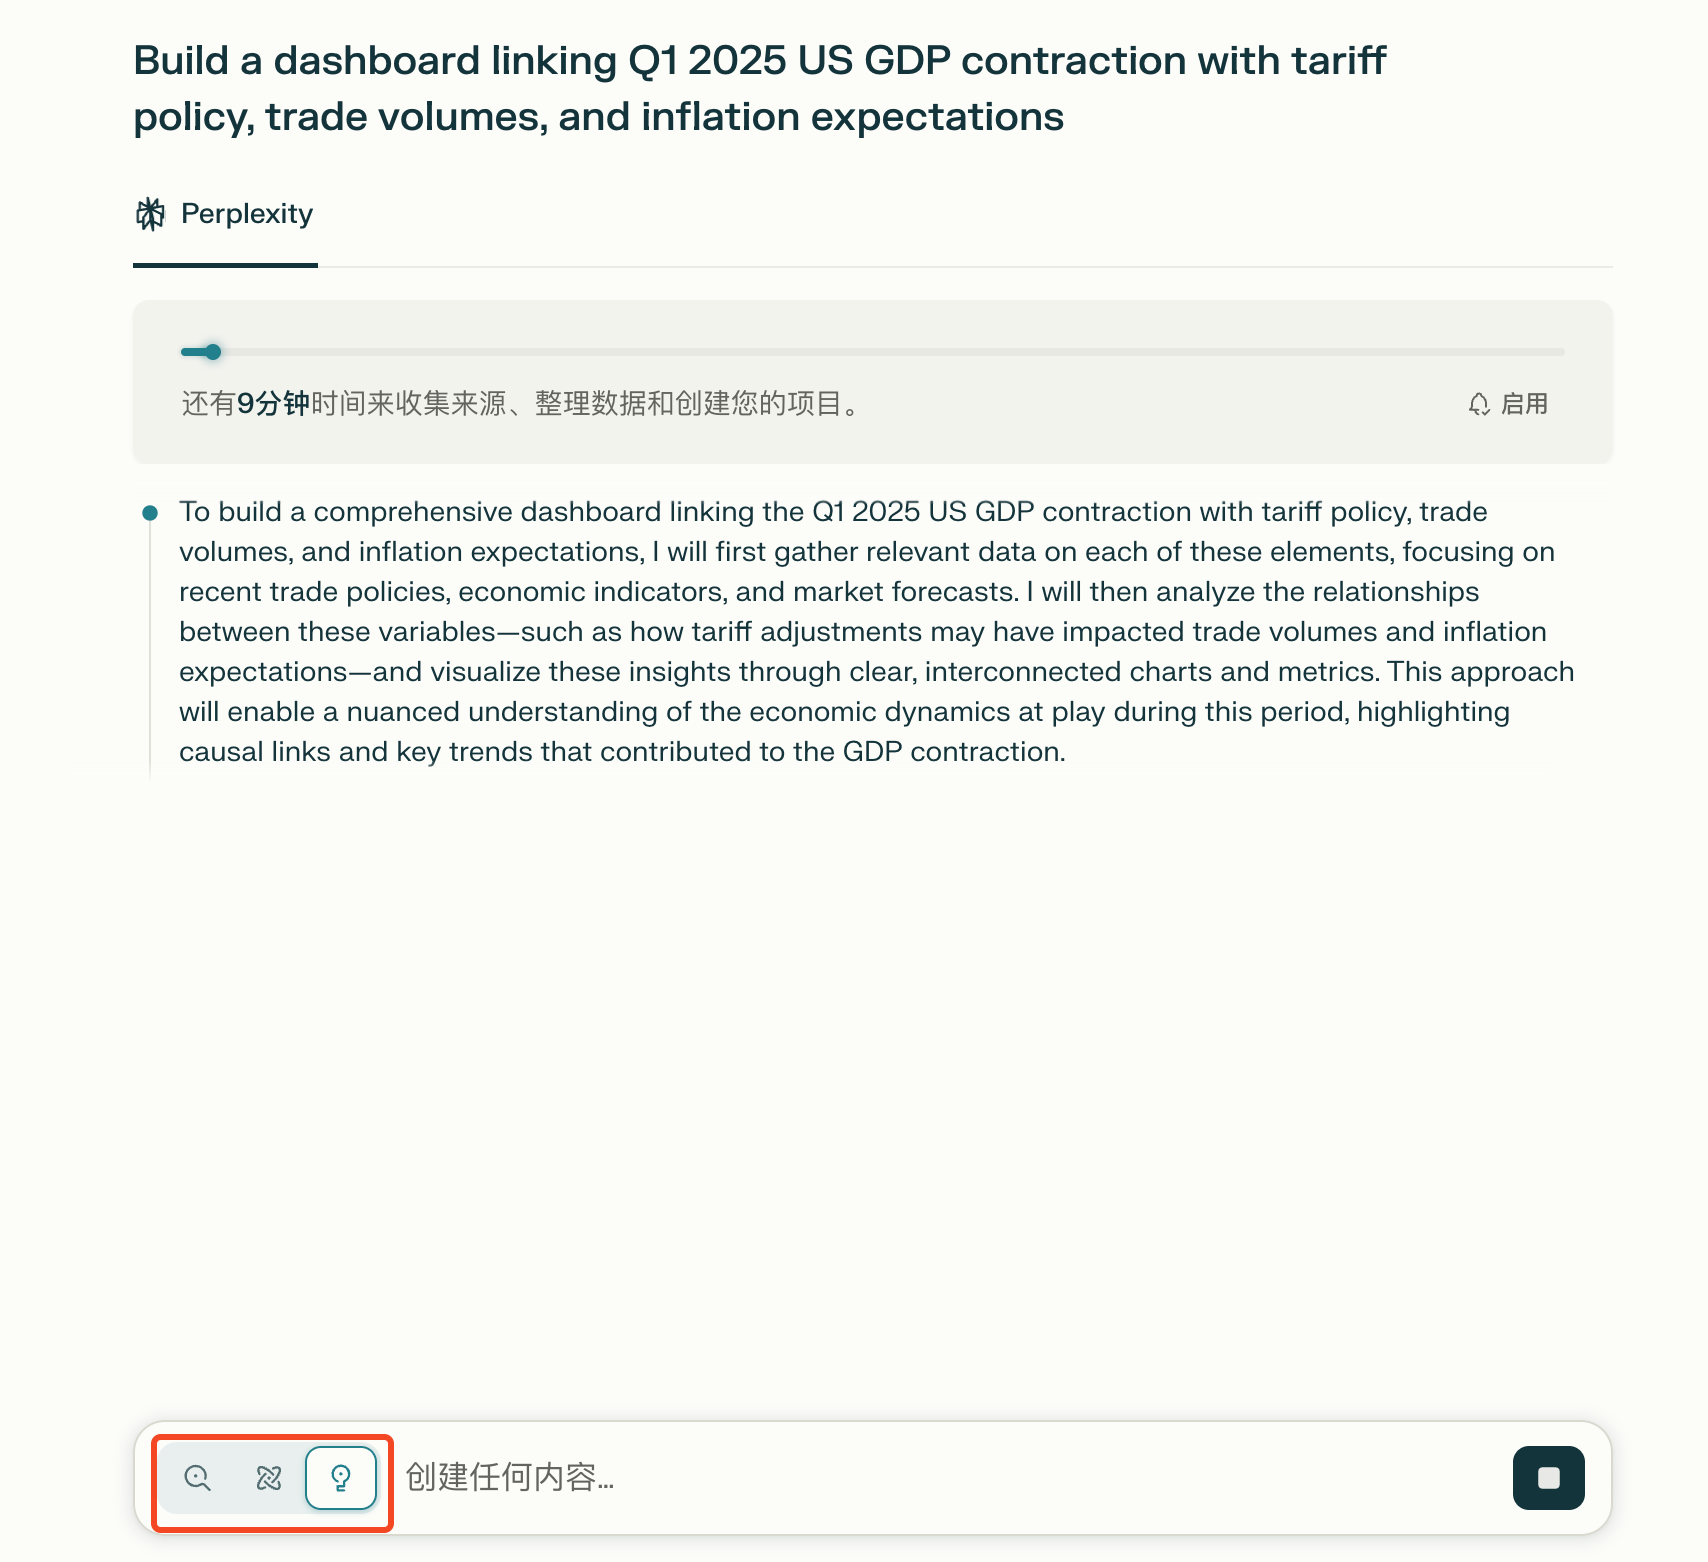 Build a dashboard linking Q1 2025 US GDP contraction with tariff
policy, trade volumes, and inflation expectations
Perplexity
还有9分钟时间来收集来源、整理数据和创建您的项目。
启用
To build a comprehensive dashboard linking the Q1 2025 US GDP contraction with tariff policy, trade
volumes, and inflation expectations, I will first gather relevant data on each of these elements, focusing on
recent trade policies, economic indicators, and market forecasts. I will then analyze the relationships
between these variables—such as how tariff adjustments may have impacted trade volumes and inflation
expectations—and visualize these insights through clear, interconnected charts and metrics. This approach
will enable a nuanced understanding of the economic dynamics at play during this period, highlighting
causal links and key trends that contributed to the GDP contraction.
创建任何内容…